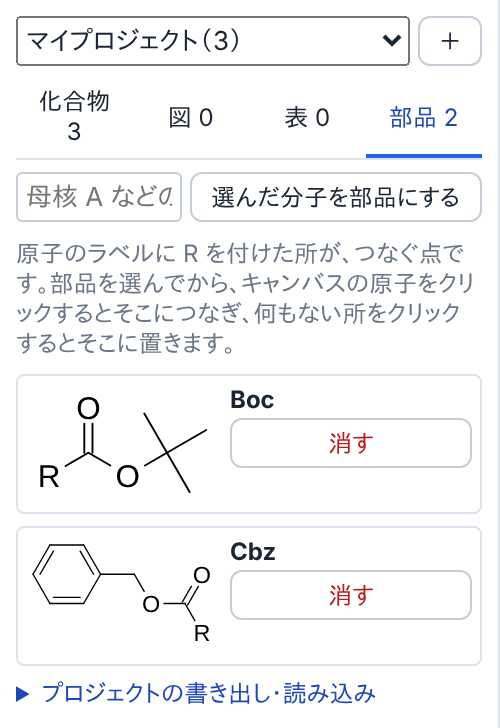 マイプロジェクト（3）
＋
化合物
3
図 0
表 0
部品 2
母核 A などの
選んだ分子を部品にする
原子のラベルに R を付けた所が、つなぐ点で
す。部品を選んでから、キャンバスの原子をクリ
ックするとそこにつなぎ、何もない所をクリック
するとそこに置きます。
Boc
O
R
O
消す
Cbz
O
O
R
消す
▶ プロジェクトの書き出し・読み込み